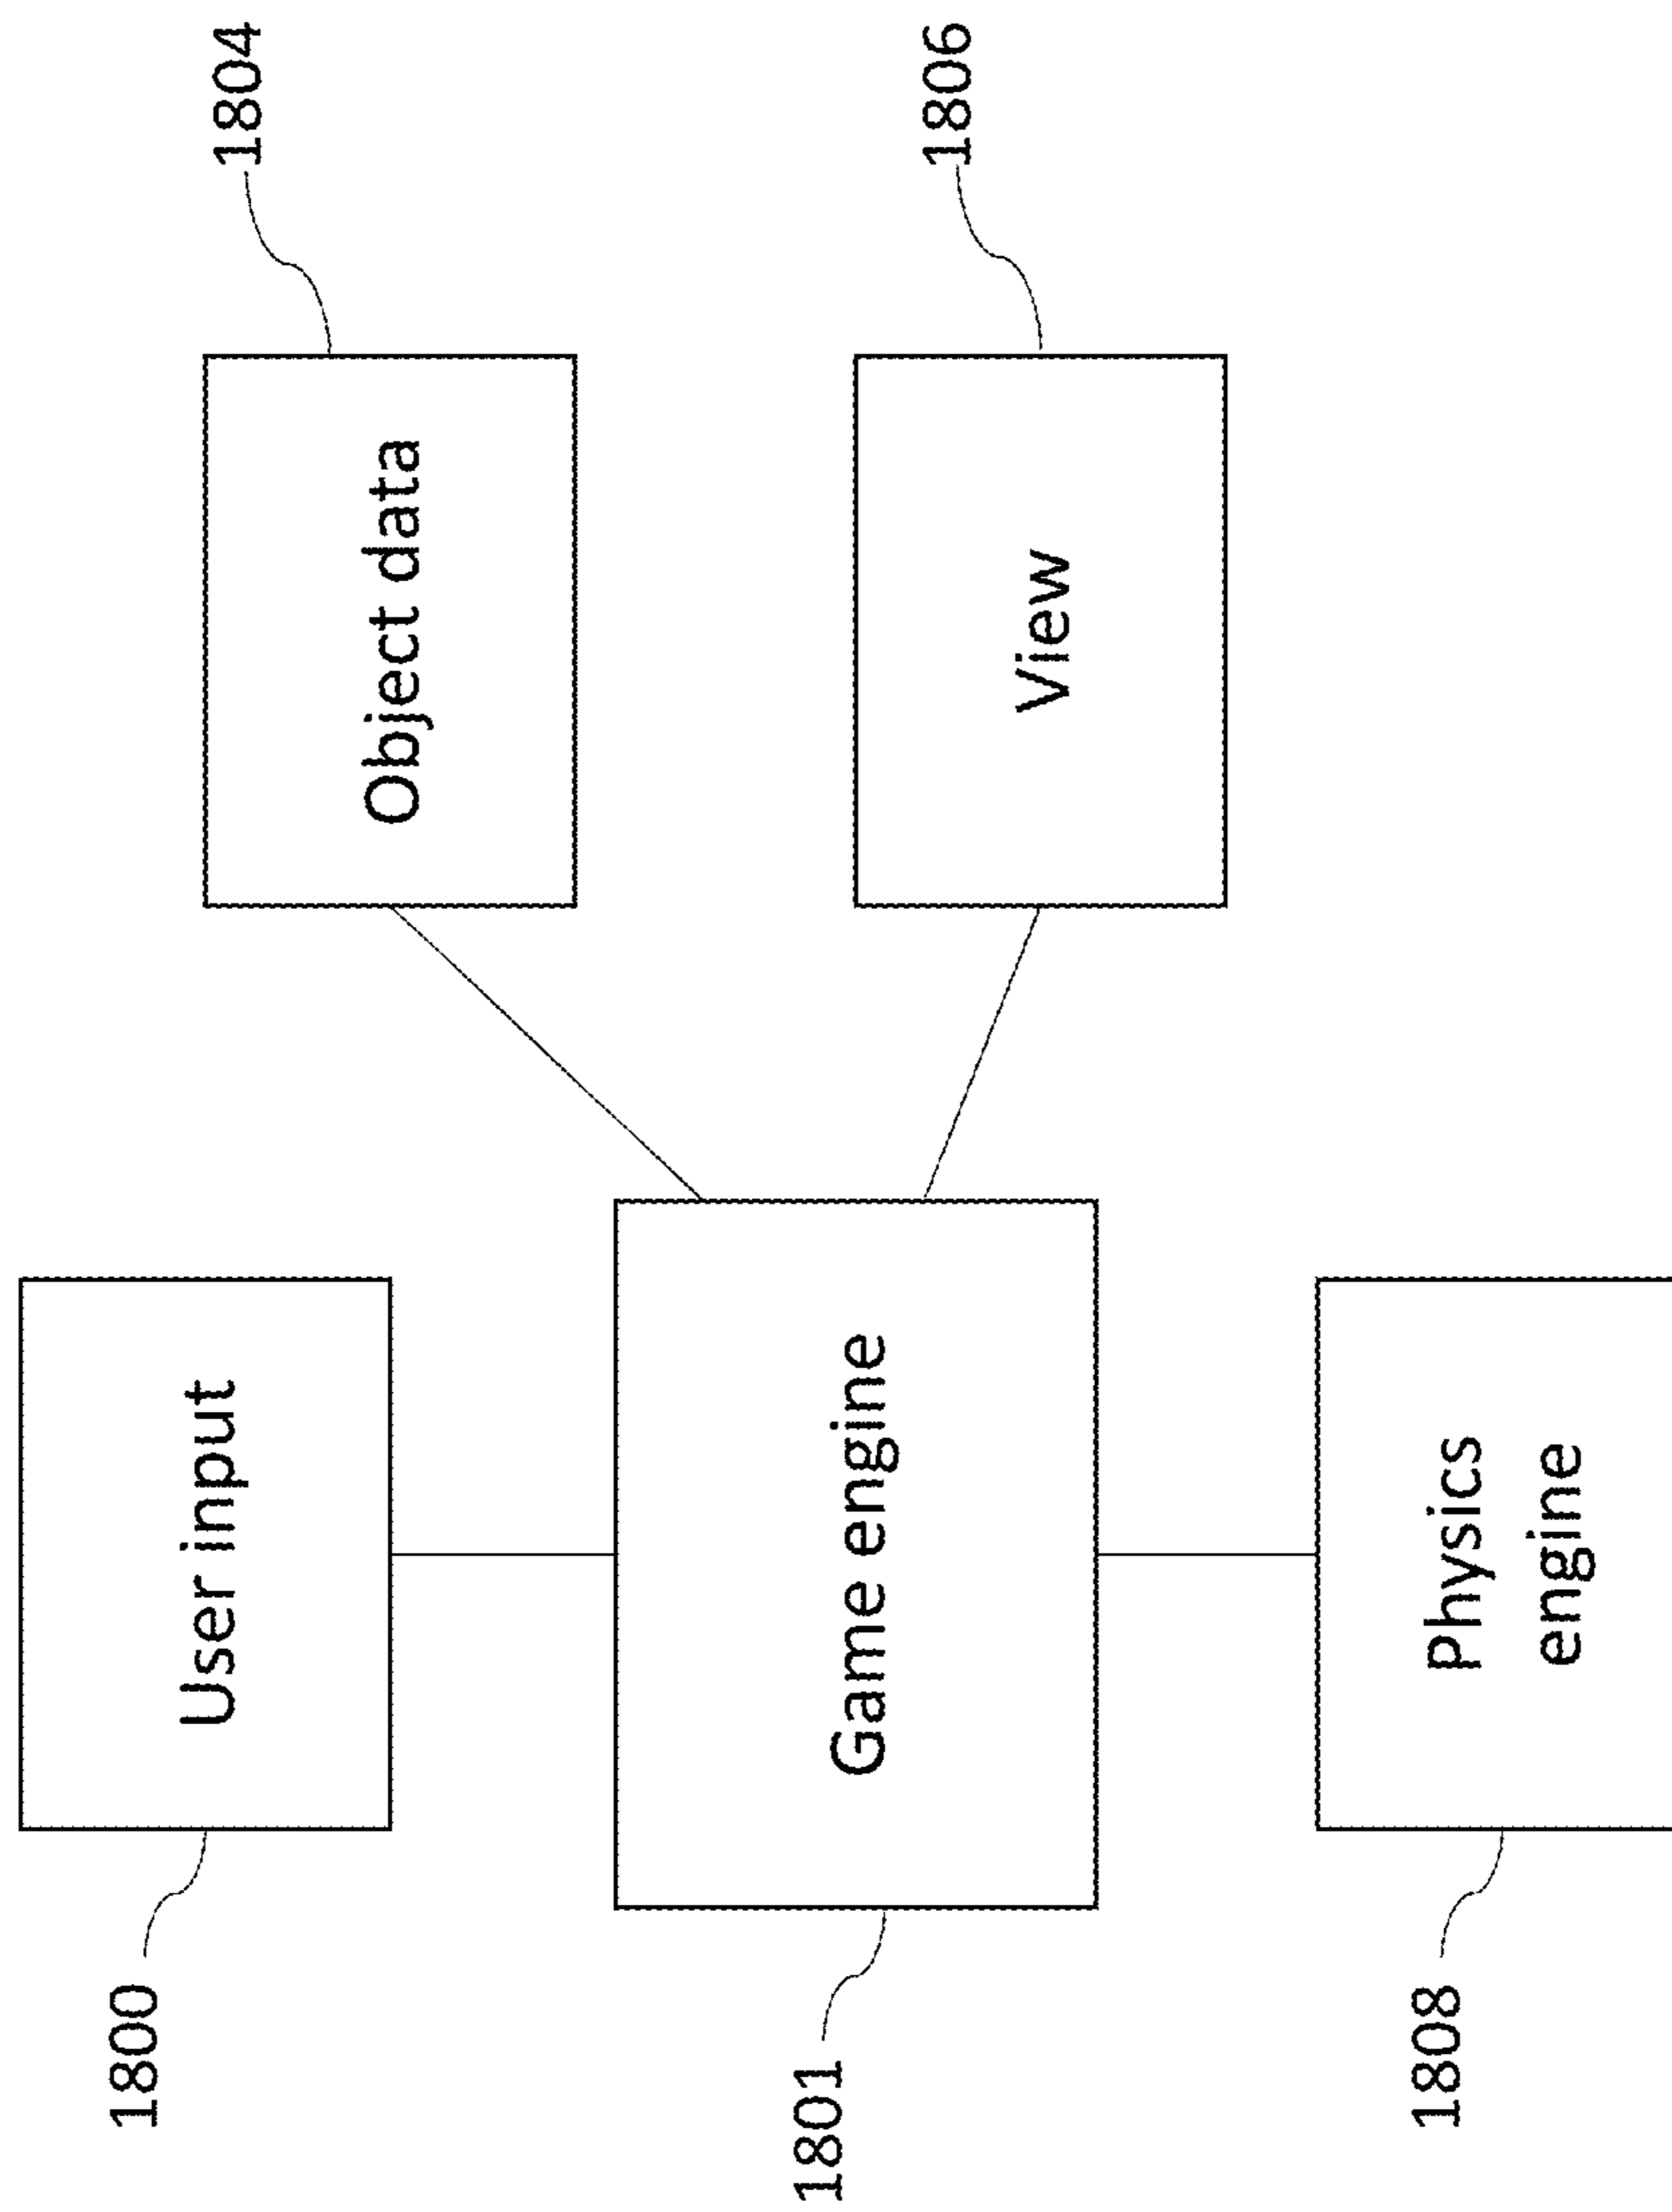 1800
User input
Object data
1804
1801
Game engine
View
1806
1808
Physics
engine